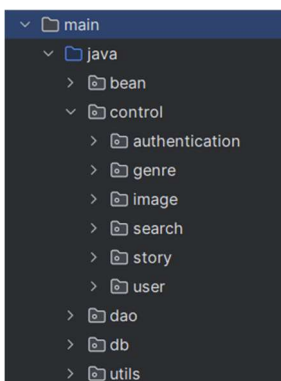 main
java
bean
control
authentication
genre
image
search
story
user
dao
db
utils